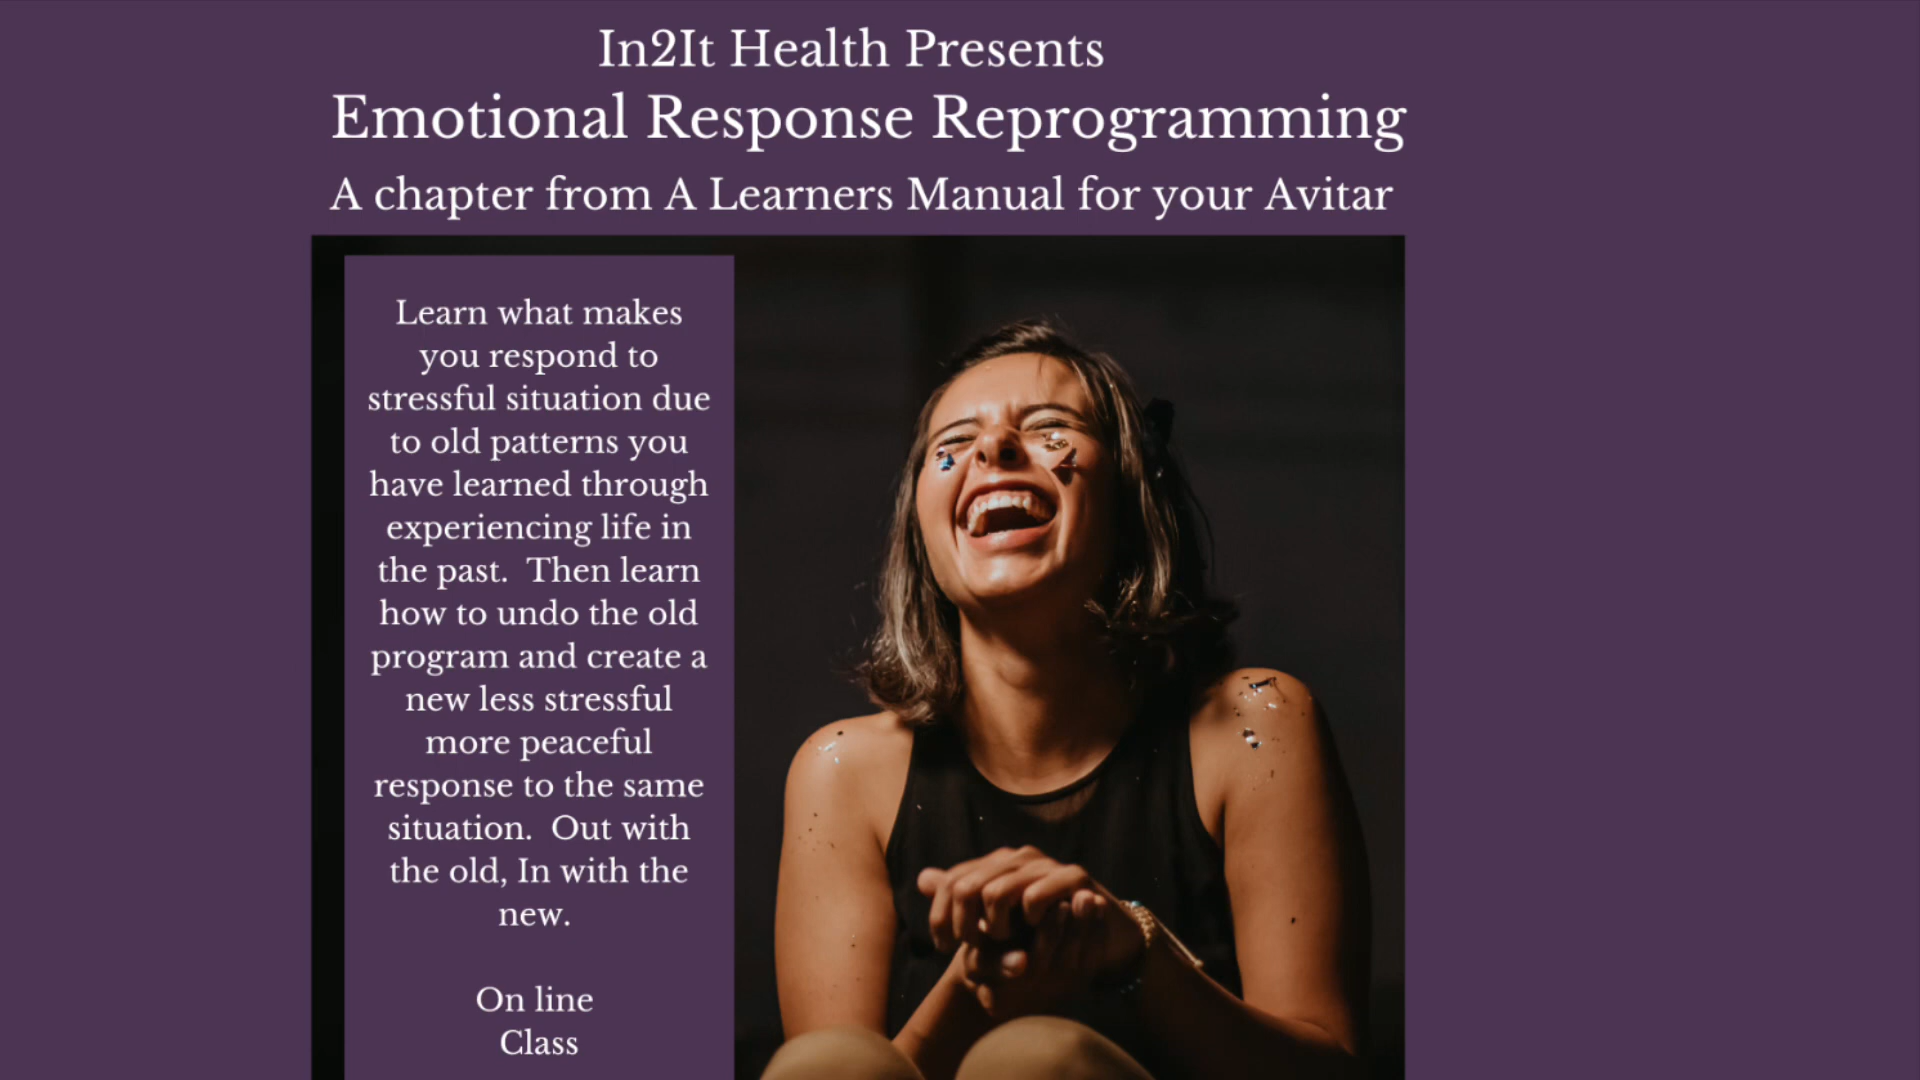 In2It Health Presents
Emotional Response Reprogramming
A chapter from A Learners Manual for your Avitar
Learn what makes
you respond to
stressful situation due
to old patterns you
have learned through
experiencing life in
the past.  Then learn
how to undo the old
program and create a
new less stressful
more peaceful
response to the same
situation.  Out with
the old, In with the
new.
On line
Class